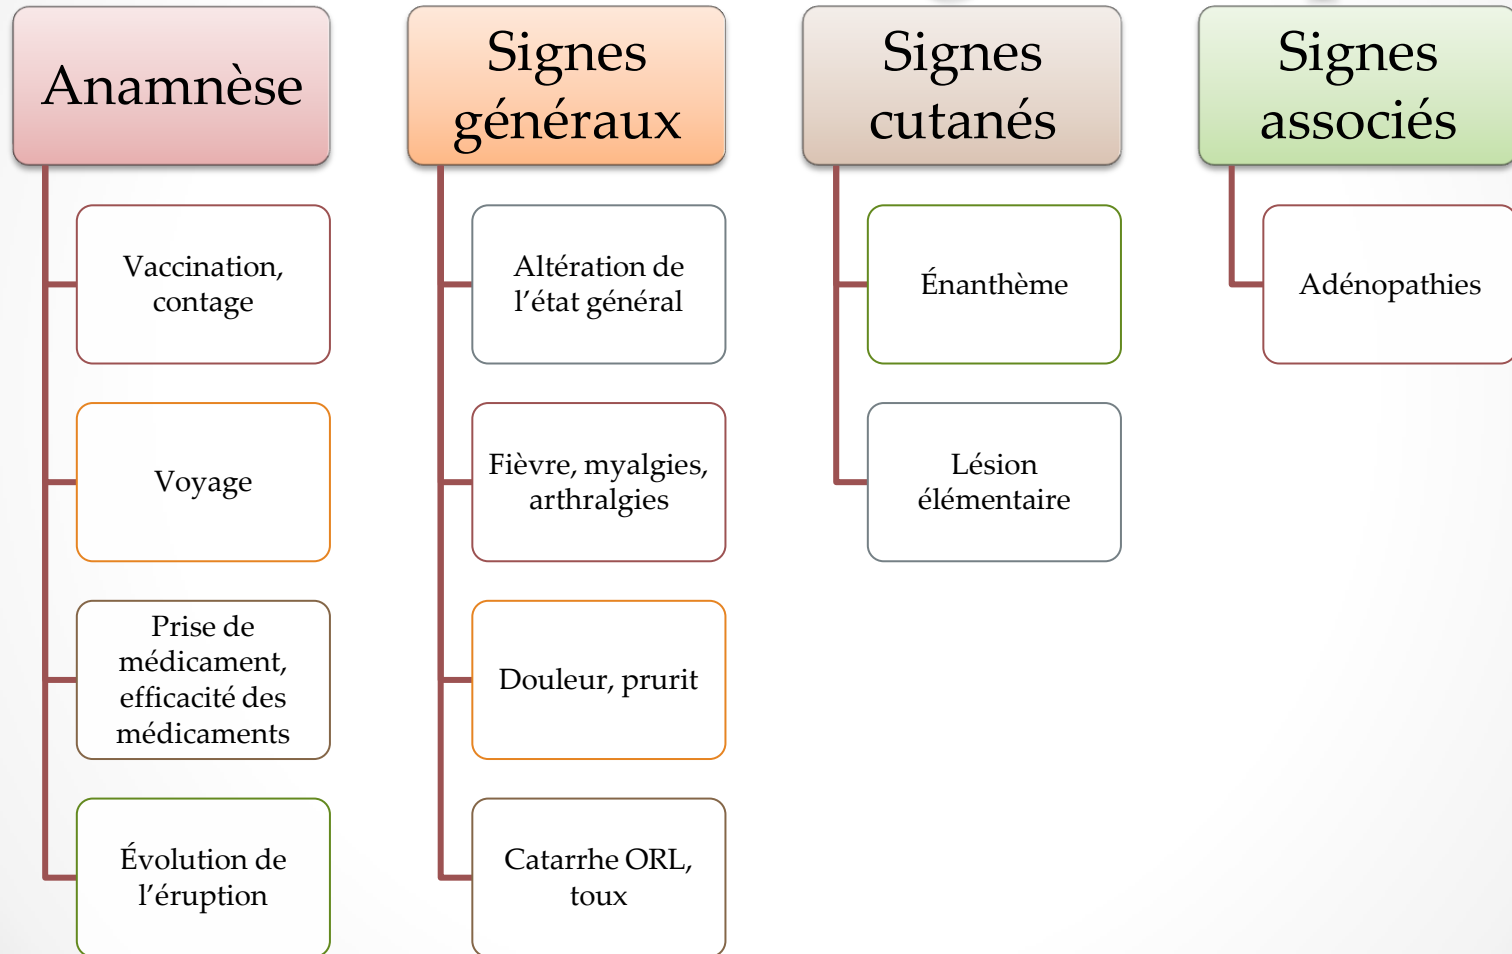 Anamnèse
Vaccination,
contage
Voyage
Prise de
médicament,
efficacité des
médicaments
Évolution de
l’éruption
Signes
généraux
Altération de
l’état général
Fièvre, myalgies,
arthralgies
Douleur, prurit
Catarrhe ORL,
toux
Signes
cutanés
Énanthème
Lésion
élémentaire
Signes
associés
Adénopathies